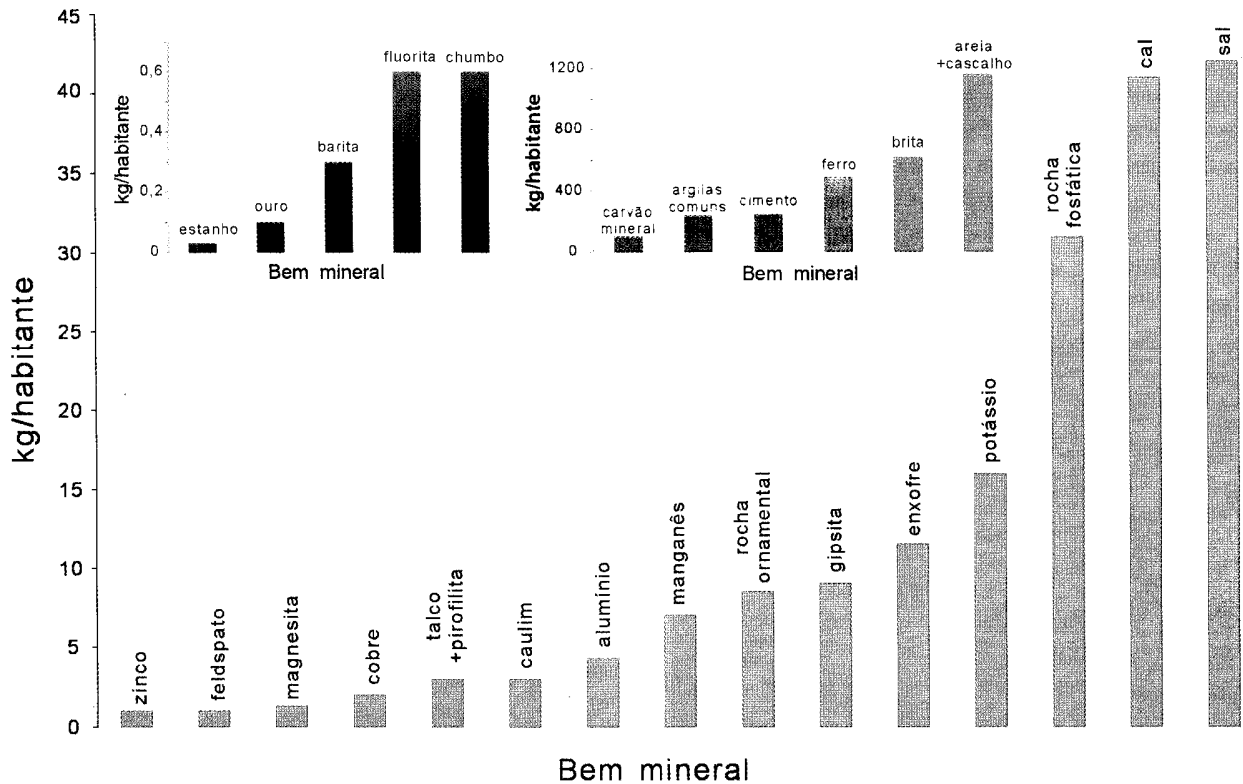 kg/habitante
45
40
35
30
25
20
15
10
5
0
zinco
feldspato
magnesita
cobre
talco
+pirofilita
caulim
alumínio
manganês
rocha
ornamental
gipsita
enxofre
potássio
rocha
fosfática
cal
sal
Bem mineral
kg/habitante
0,6
0,4
0,2
0
estanho
ouro
barita
fluorita
chumbo
Bem mineral
kg/habitante
1200
800
400
0
carvão
mineral
argilas
comuns
cimento
ferro
brita
areia
+cascalho
Bem mineral